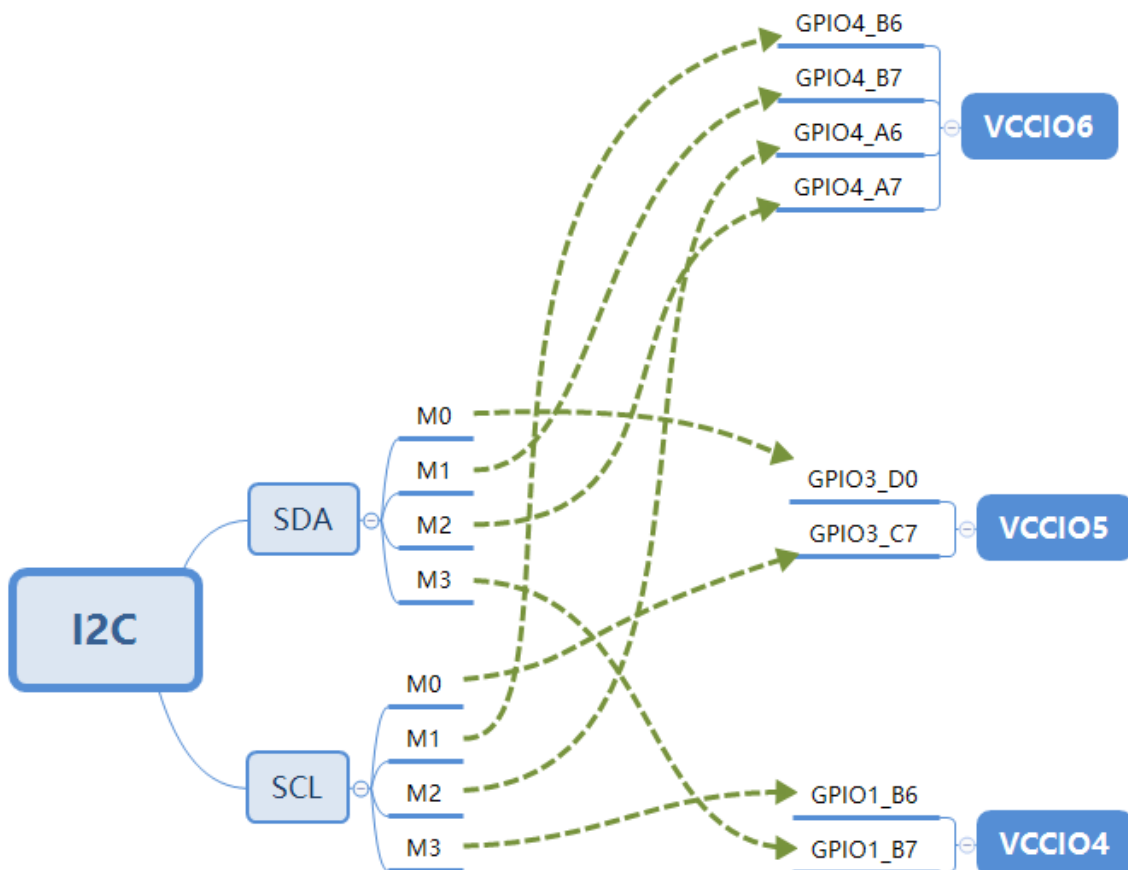 I2C
SDA
M0
M1
M2
M3
SCL
M0
M1
M2
M3
GPIO4_B6
GPIO4_B7
GPIO4_A6
GPIO4_A7
VCCIO6
GPIO3_D0
GPIO3_C7
VCCIO5
GPIO1_B6
GPIO1_B7
VCCIO4